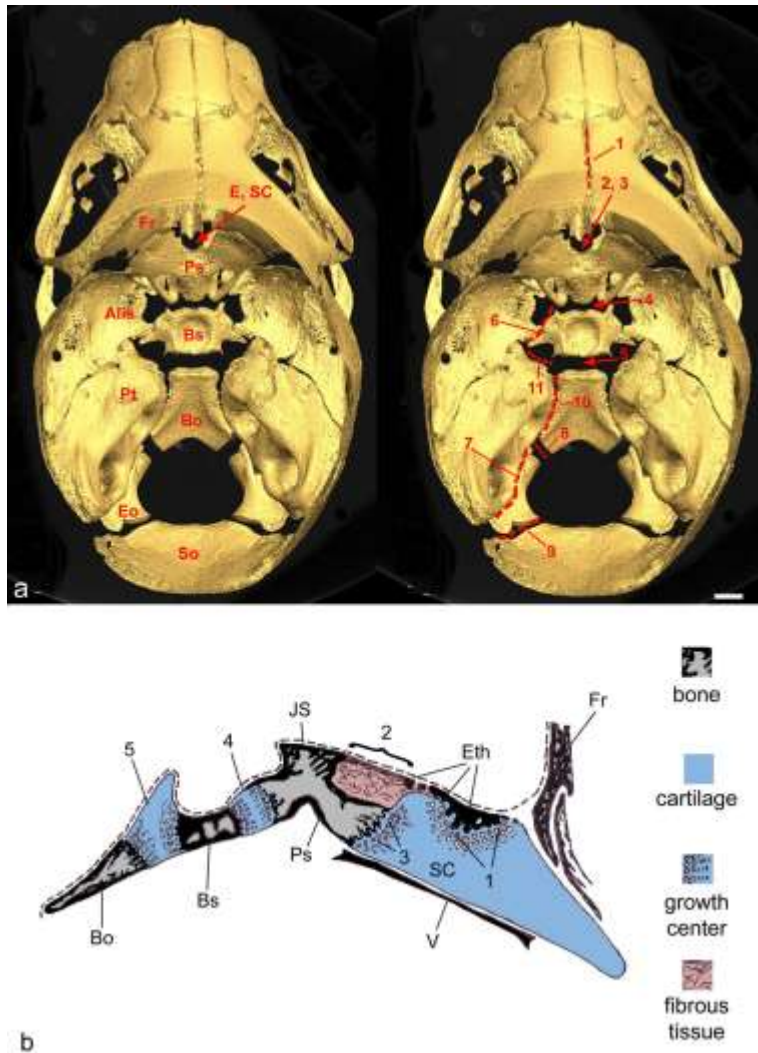 E, SC
Fr
Ps
Alis
Bs
Pt
Bo
Eo
So
a
1
2, 3
4
6
5
11
10
8
7
9
bone
JS
2
Fr
5
4
Eth
cartilage
Ps
3
SC
1
Bs
Bo
V
growth
center
fibrous
tissue
b